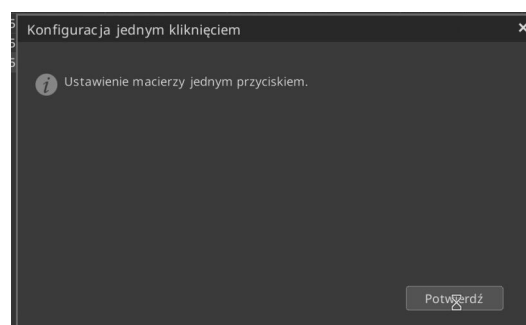 Konfiguracja jednym kliknięciem
Ustawienie macierzy jednym przyciskiem.
Potwierdź